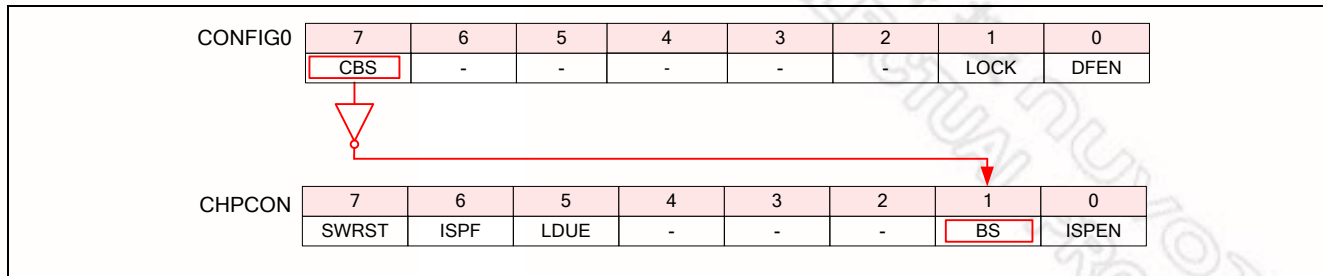 CONFIG0 7 6 5 4 3 2 1 0
CBS - - - - - LOCK DFEN
CHPCON 7 6 5 4 3 2 1 0
SWRST ISPF LDUE - - - BS ISPEN